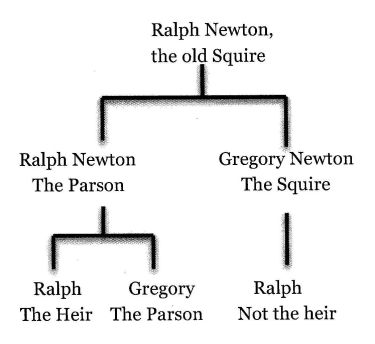 Ralph Newton,
the old Squire
Ralph Newton
The Parson
Gregory Newton
The Squire
Ralph
The Heir
Gregory
The Parson
Ralph
Not the heir